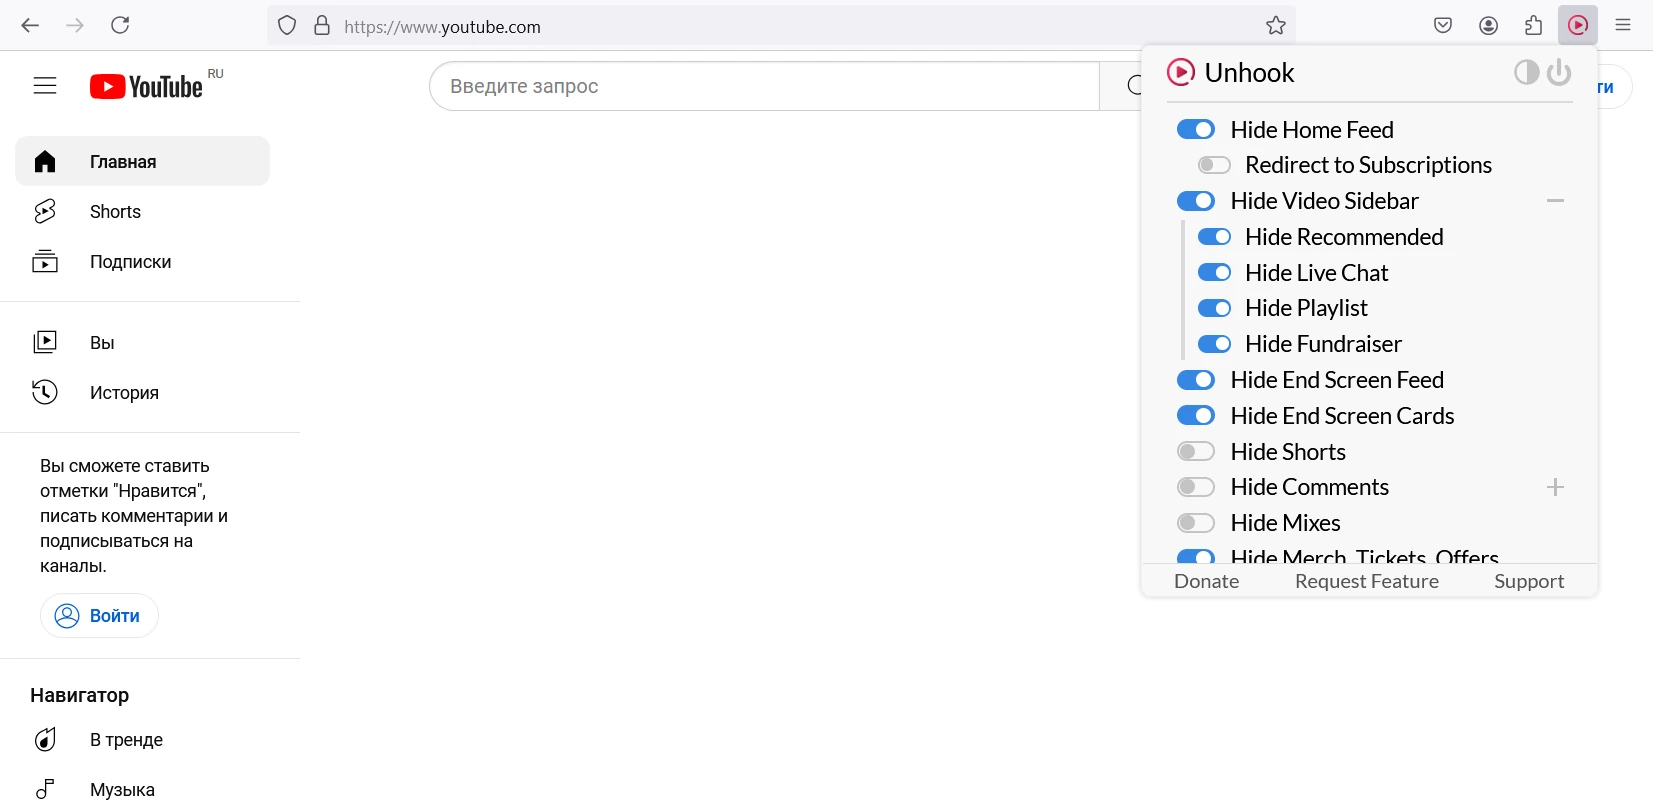 https://www.youtube.com
YouTube RU
Введите запрос
ти
Главная
Shorts
Подписки
Вы
История
Вы сможете ставить
отметки "Нравится",
писать комментарии и
подписываться на
каналы.
Войти
Навигатор
В тренде
Музыка
Unhook
Hide Home Feed
Redirect to Subscriptions
Hide Video Sidebar
Hide Recommended
Hide Live Chat
Hide Playlist
Hide Fundraiser
Hide End Screen Feed
Hide End Screen Cards
Hide Shorts
Hide Comments
Hide Mixes
Hide Merch, Tickets, Offers
Donate
Request Feature
Support